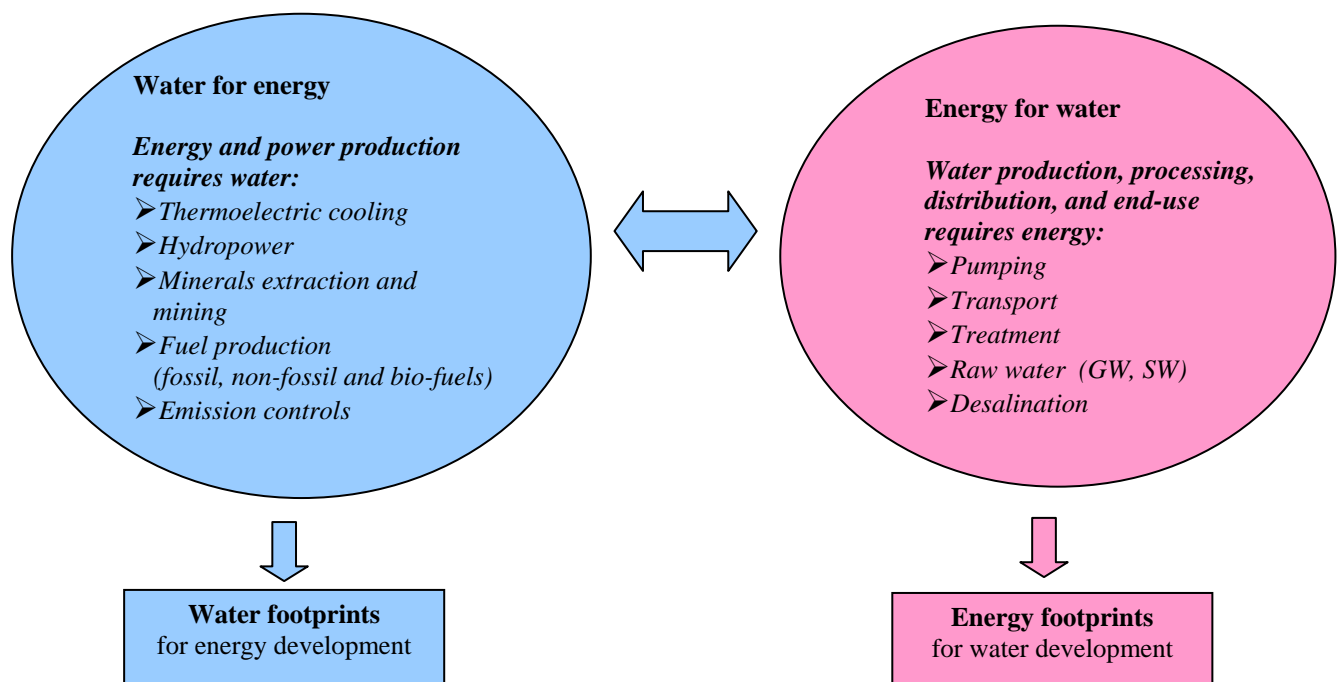 Water for energy
Energy and power production
requires water:
➢Thermoelectric cooling
➢Hydropower
➢Minerals extraction and
mining
➢Fuel production
(fossil, non-fossil and bio-fuels)
➢Emission controls
Energy for water
Water production, processing,
distribution, and end-use
requires energy:
➢Pumping
➢Transport
➢Treatment
➢Raw water (GW, SW)
➢Desalination
Water footprints
for energy development
Energy footprints
for water development